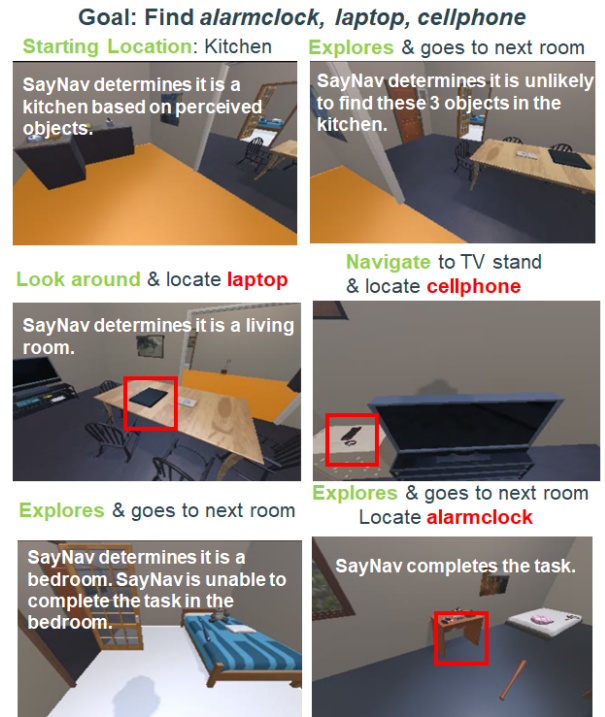 Goal: Find alarmclock, laptop, cellphone
Starting Location: Kitchen
SayNav determines it is a
kitchen based on perceived
objects.
Explores & goes to next room
SayNav determines it is unlikely
to find these 3 objects in the
kitchen.
Look around & locate laptop
SayNav determines it is a living
room.
Navigate to TV stand
& locate cellphone
Explores & goes to next room
SayNav determines it is a
bedroom. SayNav is unable to
complete the task in the
bedroom.
Explores & goes to next room
Locate alarmclock
SayNav completes the task.